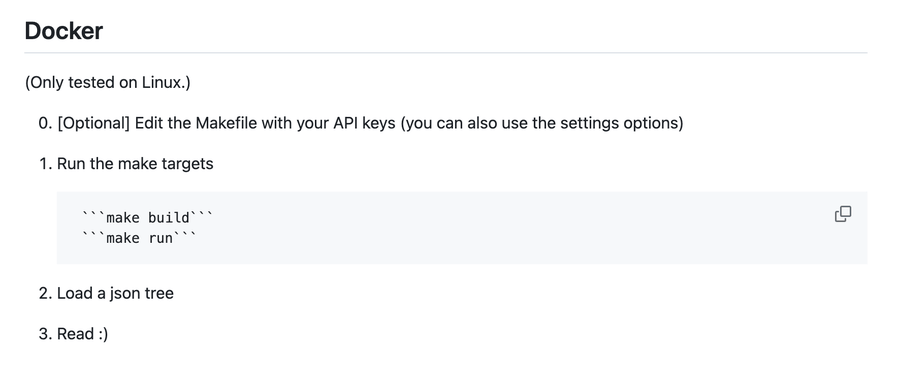 Docker
(Only tested on Linux.)
0. [Optional] Edit the Makefile with your API keys (you can also use the settings options)
1. Run the make targets
```make build```
```make run```
2. Load a json tree
3. Read :)